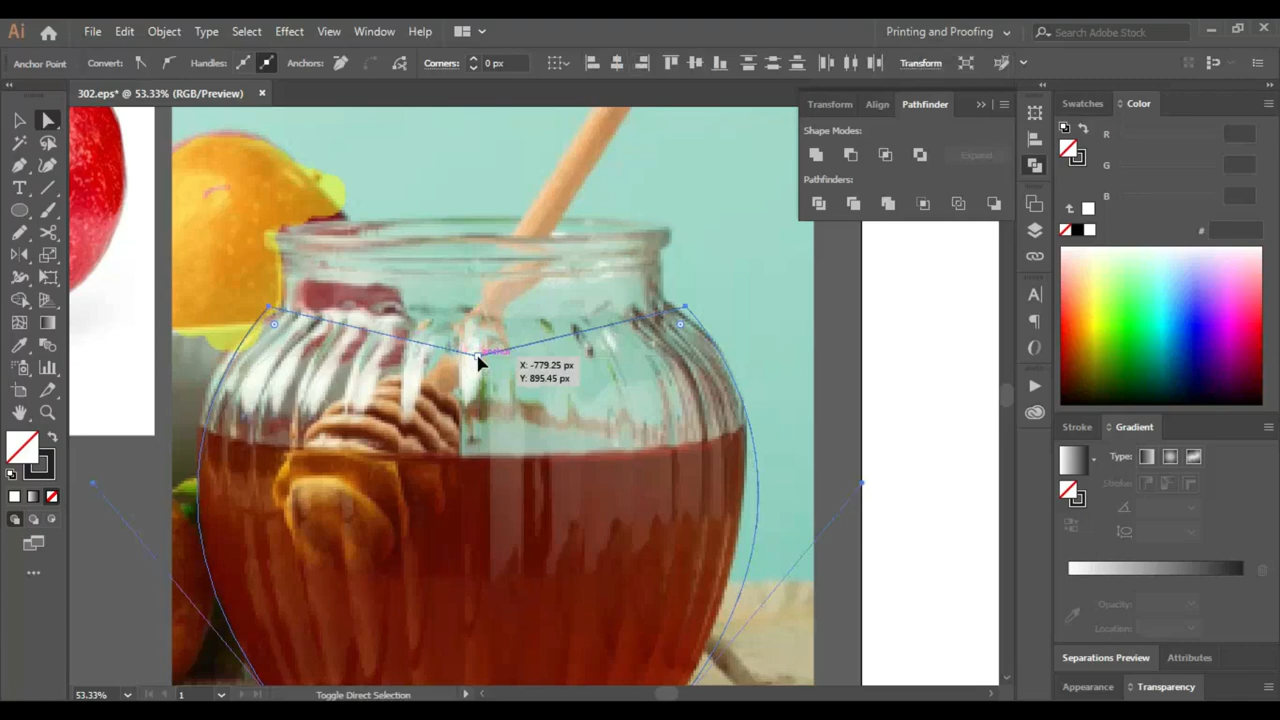 Ai File Edit Object Type Select Effect View Window Help Printing and Proofing Search Adobe Stock
Anchor Point Convert: Handles: Anchors: Corners: 0 px Transform
302.eps* @ 53.33% (RGB/Preview) ×
Transform Align Pathfinder
Shape Modes:
Expand
Pathfinders:
Swatches Color
R
G
B
#
X: -779.25 px
Y: 895.45 px
Stroke Gradient
Type:
Stroke:
Opacity:
Location:
Separations Preview Attributes
Appearance Transparency
53.33% 1 Toggle Direct Selection